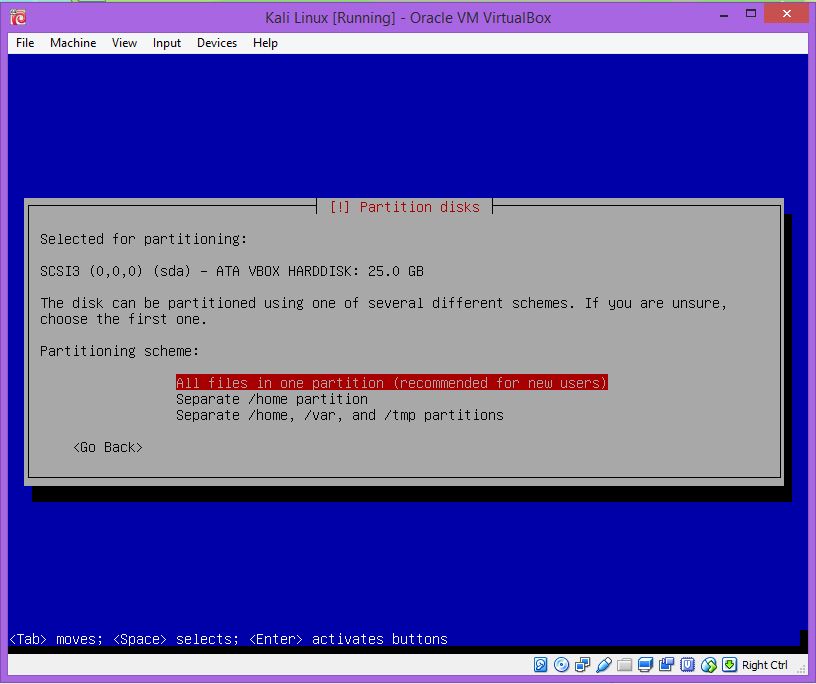 Kali Linux [Running] - Oracle VM VirtualBox
File Machine View Input Devices Help
[!] Partition disks
Selected for partitioning:
SCSI3 (0,0,0) (sda) - ATA VBOX HARDDISK: 25.0 GB
The disk can be partitioned using one of several different schemes. If you are unsure,
choose the first one.
Partitioning scheme:
All files in one partition (recommended for new users)
Separate /home partition
Separate /home, /var, and /tmp partitions
<Go Back>
<Tab> moves; <Space> selects; <Enter> activates buttons
Right Ctrl